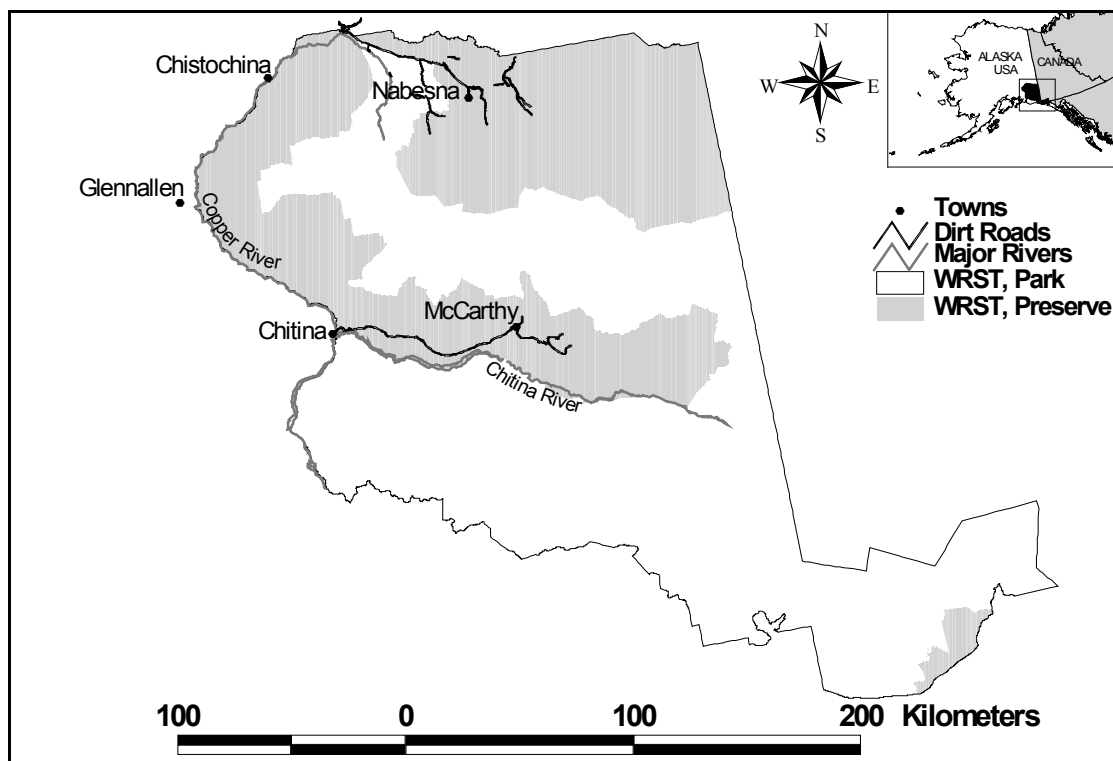 N
W
E
S
ALASKA
USA
CANADA
Chistochina
Nabesna
Glennallen
Copper River
Chitina
McCarthy
Chitina River
Towns
Dirt Roads
Major Rivers
WRST, Park
WRST, Preserve
100 0 100 200 Kilometers